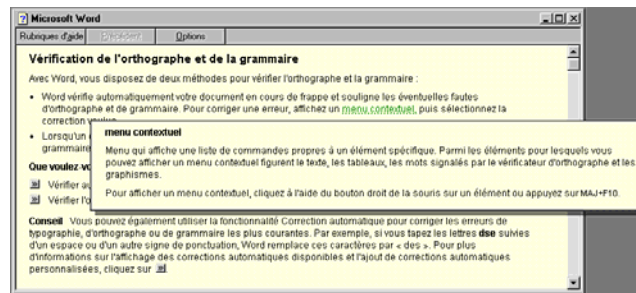 Microsoft Word
Rubriques d'aide Précédent Options
Vérification de l'orthographe et de la grammaire
Avec Word, vous disposez de deux méthodes pour vérifier l'orthographe et la grammaire :
• Word vérifie automatiquement votre document en cours de frappe et souligne les éventuelles fautes
d'orthographe et de grammaire. Pour corriger une erreur, affichez un menu contextuel, puis sélectionnez la
correction
• Lorsqu'un
grammaire
menu contextuel
Menu qui affiche une liste de commandes propres à un élément spécifique. Parmi les éléments pour lesquels vous
pouvez afficher un menu contextuel figurent le texte, les tableaux, les mots signalés par le vérificateur d'orthographe et les
graphismes.
Pour afficher un menu contextuel, cliquez à l'aide du bouton droit de la souris sur un élément ou appuyez sur MAJ+F10.
Que voulez-vo
Vérifier au
Vérifier l'o
Conseil Vous pouvez également utiliser la fonctionnalité Correction automatique pour corriger les erreurs de
typographie, d'orthographe ou de grammaire les plus courantes. Par exemple, si vous tapez les lettres dse suivies
d'un espace ou d'un autre signe de ponctuation, Word remplace ces caractères par « des ». Pour plus
d'informations sur l'affichage des corrections automatiques disponibles et l'ajout de corrections automatiques
personnalisées, cliquez sur